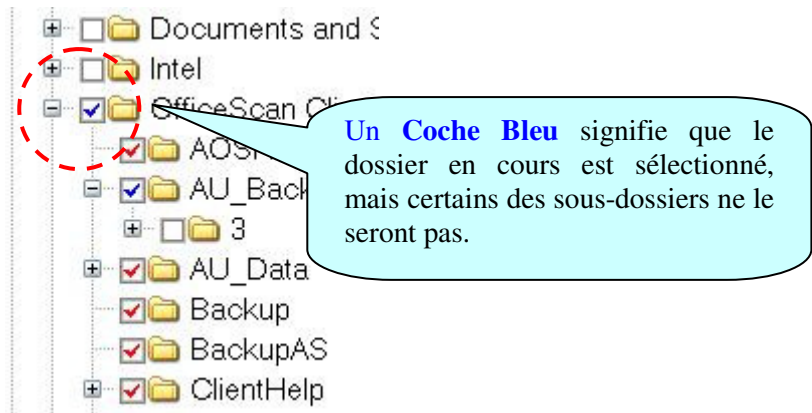 Documents and S
Intel
OfficeScan Cli
Un Coche Bleu signifie que le
dossier en cours est sélectionné,
mais certains des sous-dossiers ne le
seront pas.
AU_Back
3
AU_Data
Backup
BackupAS
ClientHelp